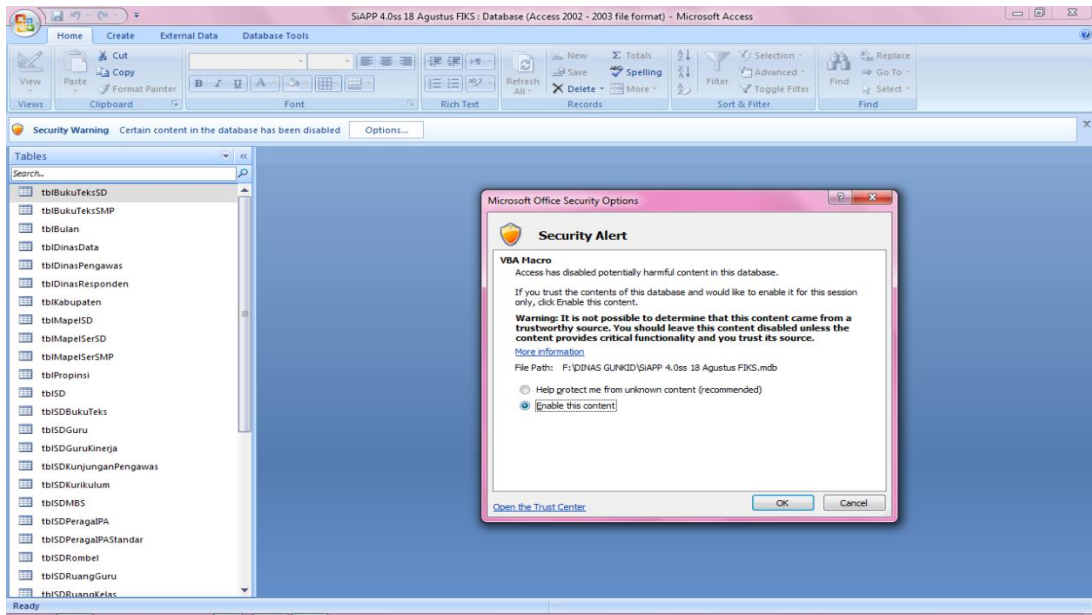 SiAPP 4.0ss 18 Agustus FIKS : Database (Access 2002 - 2003 file format) - Microsoft Access
Home Create External Data Database Tools
View
Views
Paste
Cut
Copy
Format Painter
Clipboard
B I U A
Font
Rich Text
Refresh All
New
Save
Delete
Totals
Spelling
More
Records
Filter
Selection
Advanced
Toggle Filter
Sort & Filter
Find
Replace
Go To
Select
Find
Security Warning Certain content in the database has been disabled Options...
Tables
Search...
tblBukuTeksSD
tblBukuTeksSMP
tblBulan
tblDinasData
tblDinasPengawas
tblDinasResponden
tblKabupaten
tblMapelSD
tblMapelSerSD
tblMapelSerSMP
tblPropinsi
tblSD
tblSDBukuTeks
tblSDGuru
tblSDGuruKinerja
tblSDKunjunganPengawas
tblSDKurikulum
tblSDMBS
tblSDPeragaIPA
tblSDPeragaIPAStandar
tblSDRombel
tblSDRuangGuru
tblSDRuangKelas
Microsoft Office Security Options
Security Alert
VBA Macro
Access has disabled potentially harmful content in this database.
If you trust the contents of this database and would like to enable it for this session
only, click Enable this content.
Warning: It is not possible to determine that this content came from a
trustworthy source. You should leave this content disabled unless the
content provides critical functionality and you trust its source.
More information
File Path: F:\DINAS GUNKID\SiAPP 4.0ss 18 Agustus FIKS.mdb
Help protect me from unknown content (recommended)
Enable this content
Open the Trust Center
OK Cancel
Ready